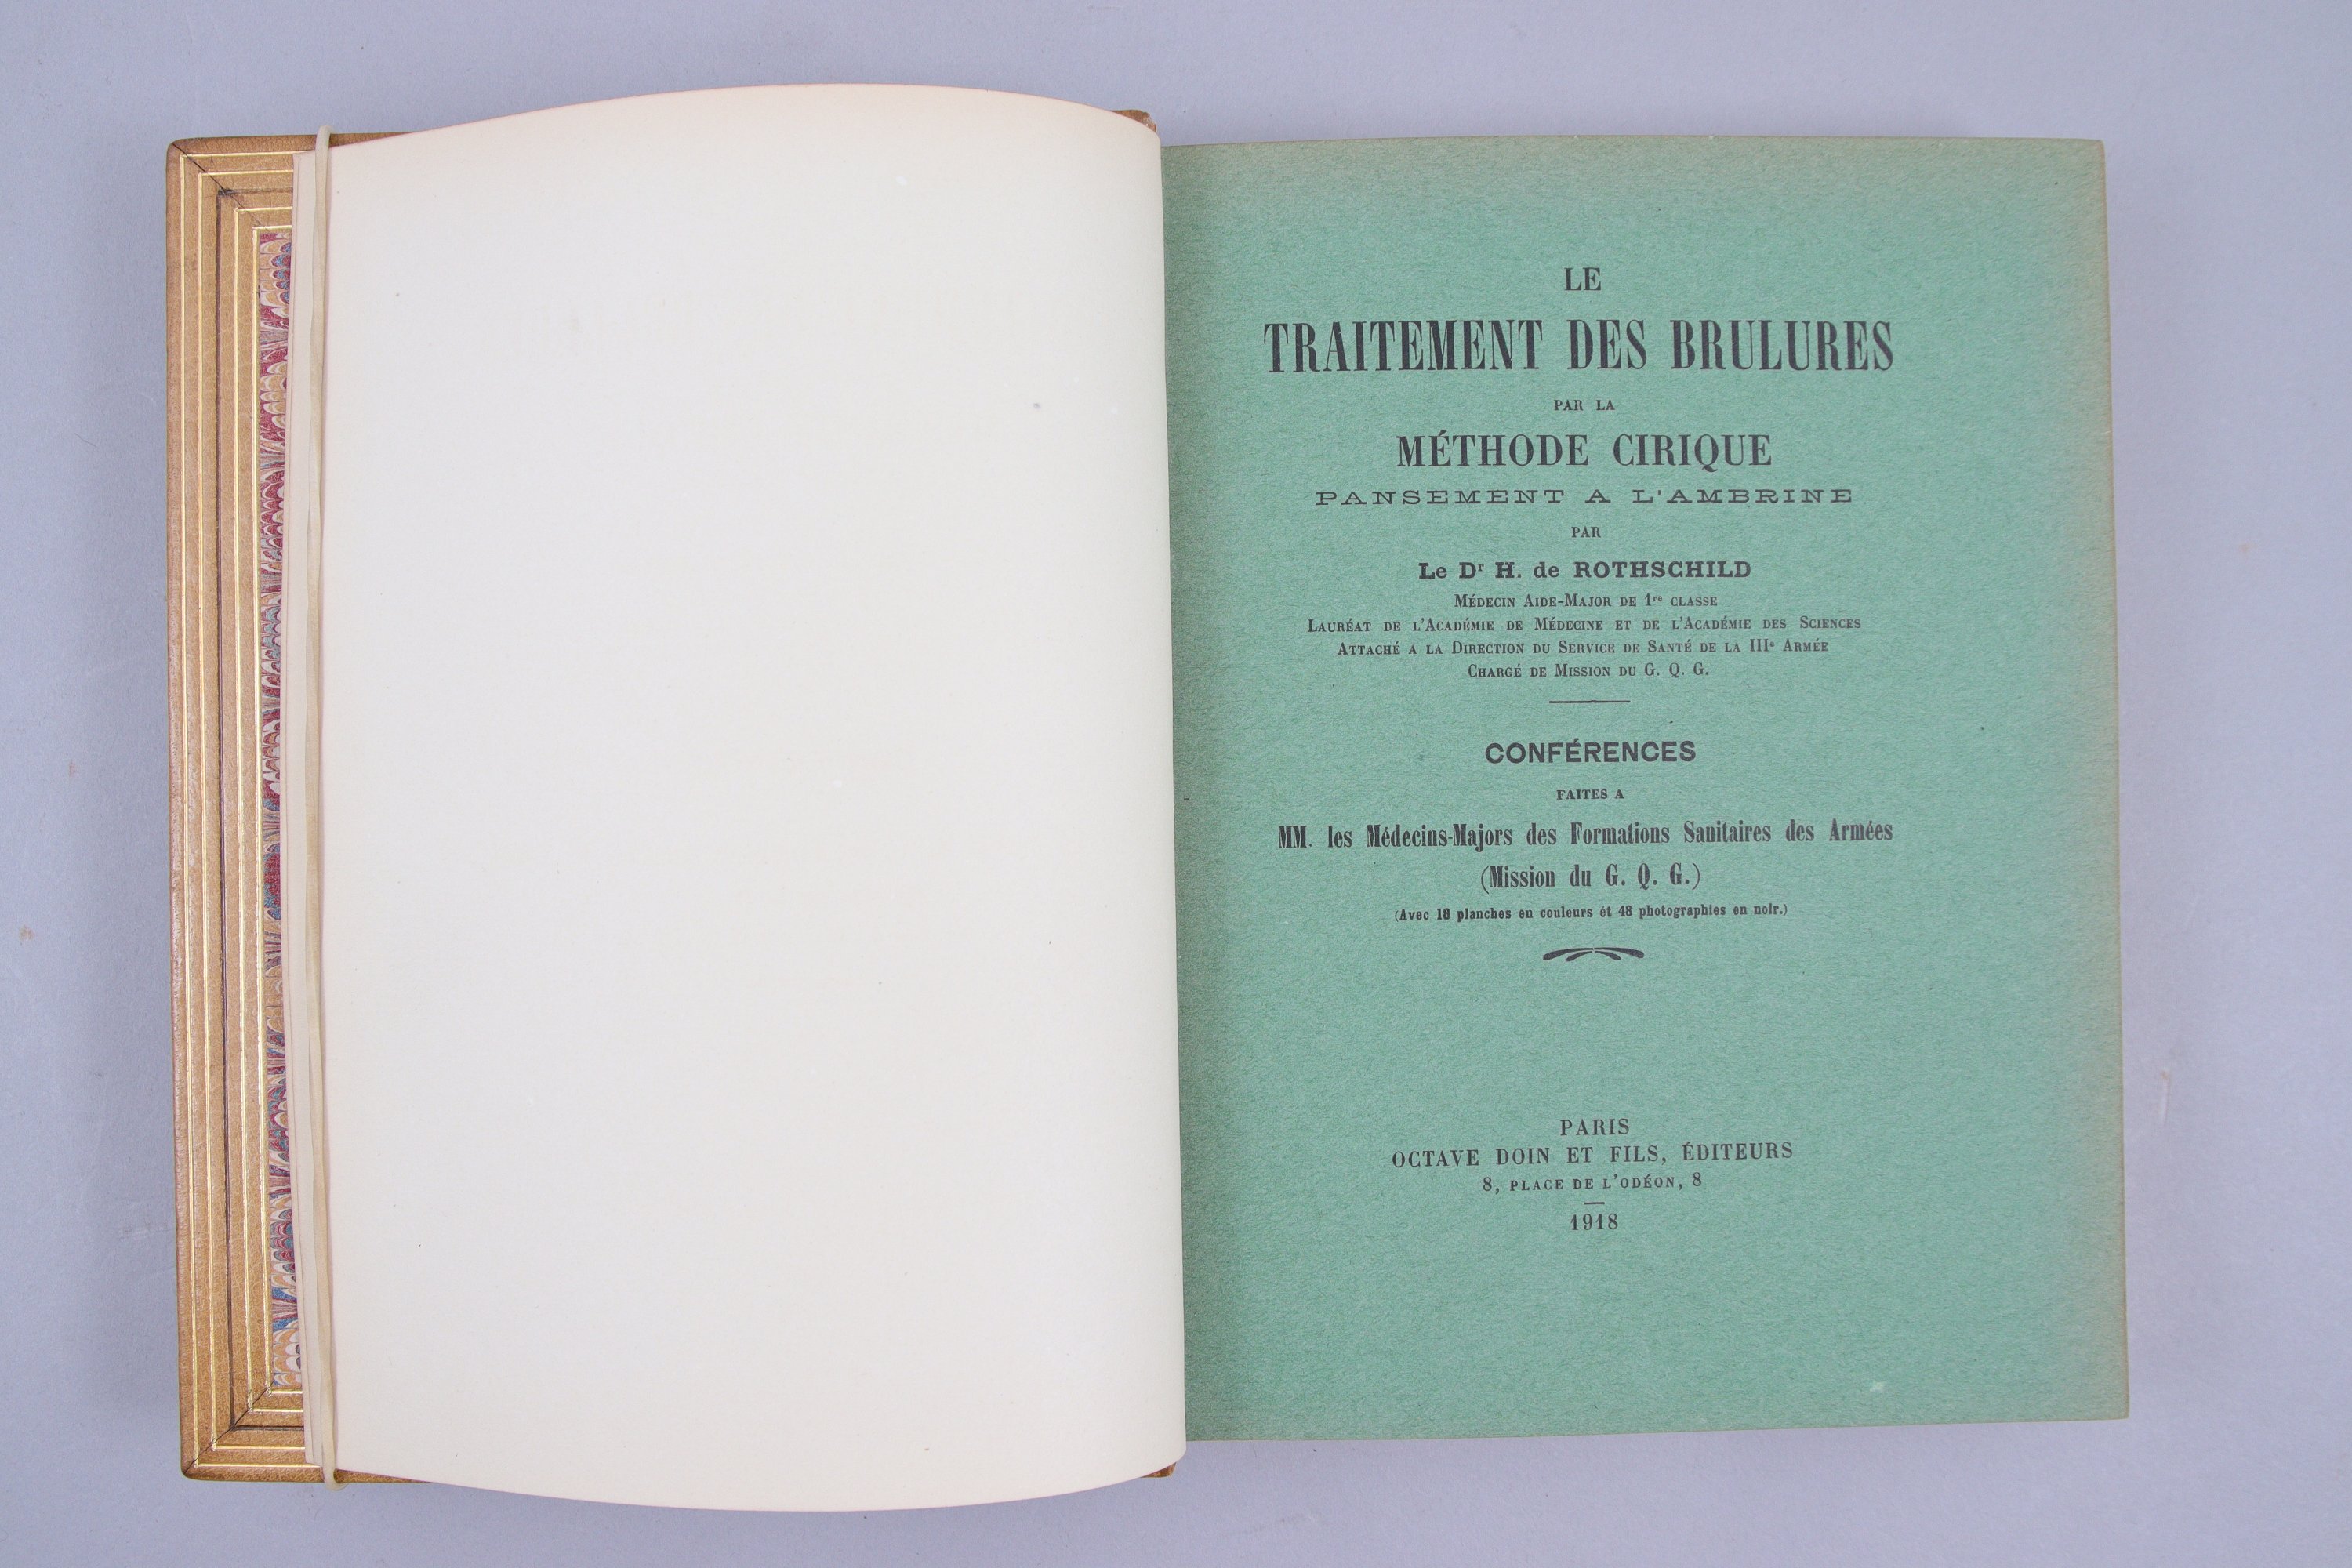 LE
TRAITEMENT DES BRULURES
PAR LA
MÉTHODE CIRIQUE
PANSEMENT A L'AMBRINE
PAR
Le Dr H. de ROTHSCHILD
MÉDECIN AIDE-MAJOR DE 1re CLASSE
LAURÉAT DE L'ACADÉMIE DE MÉDECINE ET DE L'ACADÉMIE DES SCIENCES
ATTACHÉ A LA DIRECTION DU SERVICE DE SANTÉ DE LA IIIe ARMÉE
CHARGÉ DE MISSION DU G. Q. G.
CONFÉRENCES
FAITES A
MM. les Médecins-Majors des Formations Sanitaires des Armées
(Mission du G. Q. G.)
(Avec 18 planches en couleurs et 48 photographies en noir.)
PARIS
OCTAVE DOIN ET FILS, ÉDITEURS
8, PLACE DE L'ODÉON, 8
1918